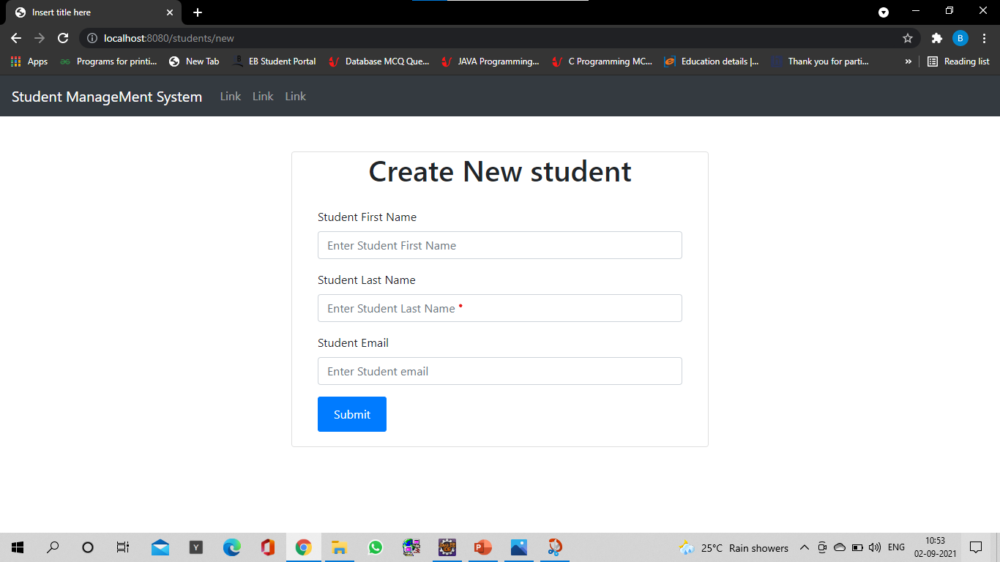 Insert title here
localhost:8080/students/new
Apps Programs for printi... New Tab EB Student Portal Database MCQ Que... JAVA Programming... C Programming MC... Education details |... Thank you for parti... » Reading list
B
Student ManageMent System Link Link Link
Create New student
Student First Name
Enter Student First Name
Student Last Name
Enter Student Last Name *
Student Email
Enter Student email
Submit
25°C Rain showers ENG 10:53
02-09-2021